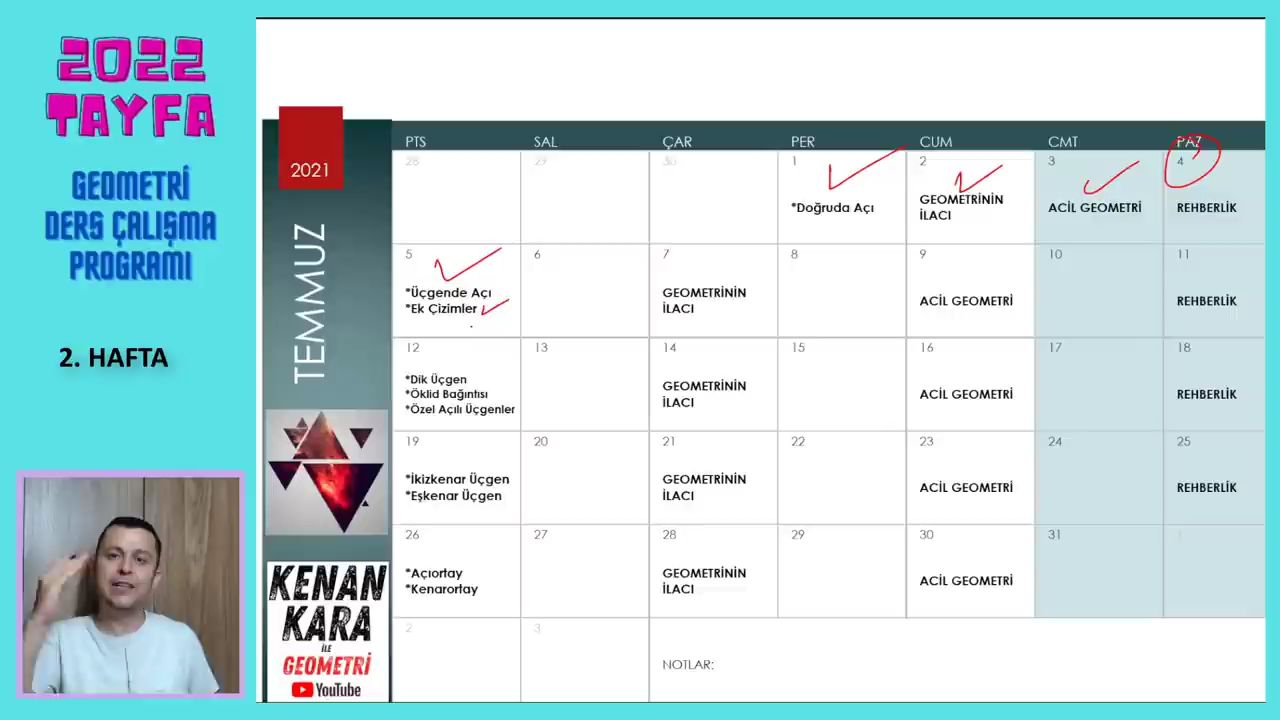 2022
TAYFA
GEOMETRİ
DERS ÇALIŞMA
PROGRAMI
2. HAFTA
2021
TEMMUZ
PTS SAL ÇAR PER CUM CMT PAZ
28 29 30 1 2 3 4
*Doğruda Açı
GEOMETRİNİN
İLACI
ACİL GEOMETRİ
REHBERLİK
5 6 7 8 9 10 11
*Üçgende Açı
*Ek Çizimler
GEOMETRİNİN
İLACI
ACİL GEOMETRİ
REHBERLİK
12 13 14 15 16 17 18
*Dik Üçgen
*Öklid Bağıntısı
*Özel Açılı Üçgenler
GEOMETRİNİN
İLACI
ACİL GEOMETRİ
REHBERLİK
19 20 21 22 23 24 25
*İkizkenar Üçgen
*Eşkenar Üçgen
GEOMETRİNİN
İLACI
ACİL GEOMETRİ
REHBERLİK
26 27 28 29 30 31 1
*Açıortay
*Kenarortay
GEOMETRİNİN
İLACI
ACİL GEOMETRİ
2 3
NOTLAR:
KENAN
KARA
İLE
GEOMETRİ
YouTube